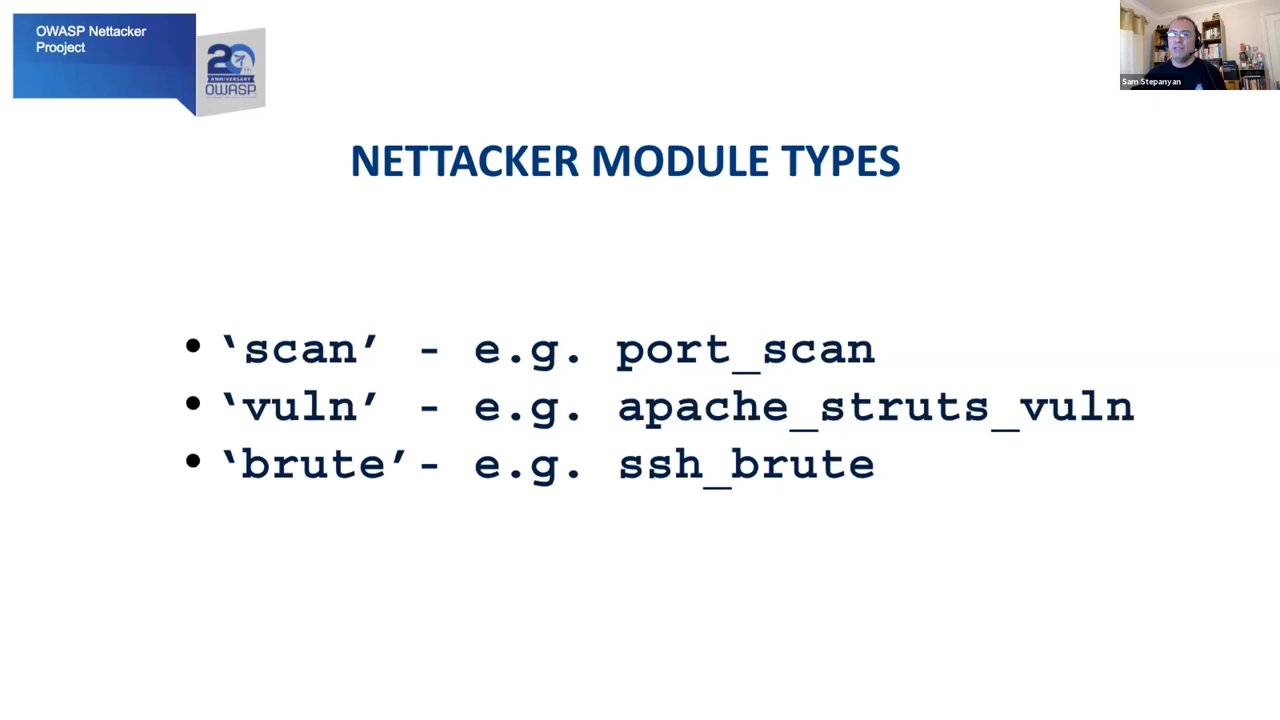 OWASP Nettacker
Prooject
20
ANNIVERSARY
OWASP
Sam Stepanyan
NETTACKER MODULE TYPES
• ‘scan’ - e.g. port_scan
• ‘vuln’ - e.g. apache_struts_vuln
• ‘brute’- e.g. ssh_brute